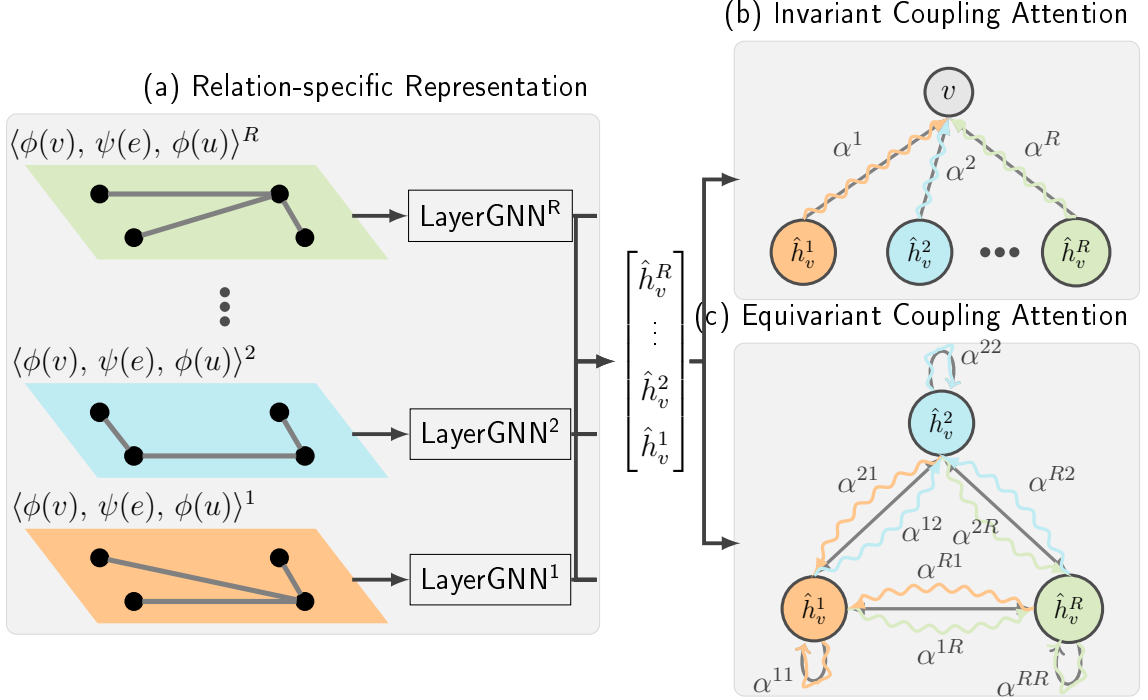 (a) Relation-specific Representation
⟨ϕ(v), ψ(e), ϕ(u)⟩^R
LayerGNN^R
⟨ϕ(v), ψ(e), ϕ(u)⟩^2
LayerGNN^2
⟨ϕ(v), ψ(e), ϕ(u)⟩^1
LayerGNN^1
ĥ_v^R
⋮
ĥ_v^2
ĥ_v^1
(b) Invariant Coupling Attention
v
α^1
α^2
α^R
ĥ_v^1
ĥ_v^2
ĥ_v^R
(c) Equivariant Coupling Attention
α^{22}
ĥ_v^2
α^{21}
α^{R2}
α^{12}
α^{2R}
α^{R1}
ĥ_v^1
ĥ_v^R
α^{1R}
α^{11}
α^{RR}